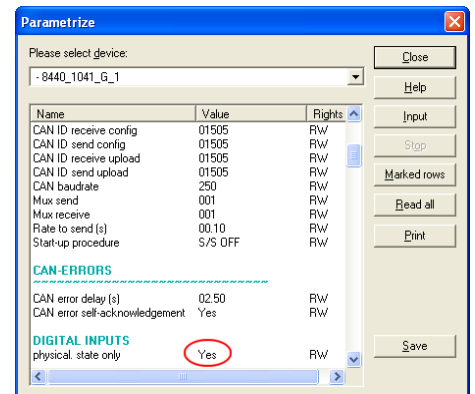 Parametrize
Please select device:
- 8440_1041_G_1
Close
Help
Input
Stop
Marked rows
Read all
Print
Save
Name Value Rights
CAN ID receive config 01505 RW
CAN ID send config 01505 RW
CAN ID receive upload 01505 RW
CAN ID send upload 01505 RW
CAN baudrate 250 RW
Mux send 001 RW
Mux receive 001 RW
Rate to send (s) 00.10 RW
Start-up procedure S/S OFF RW
CAN-ERRORS
~~~~~~~~~~~~~~~~~~~~~~~~~~~~
CAN error delay (s) 02.50 RW
CAN error self-acknowledgement Yes RW
DIGITAL INPUTS
physical. state only Yes RW